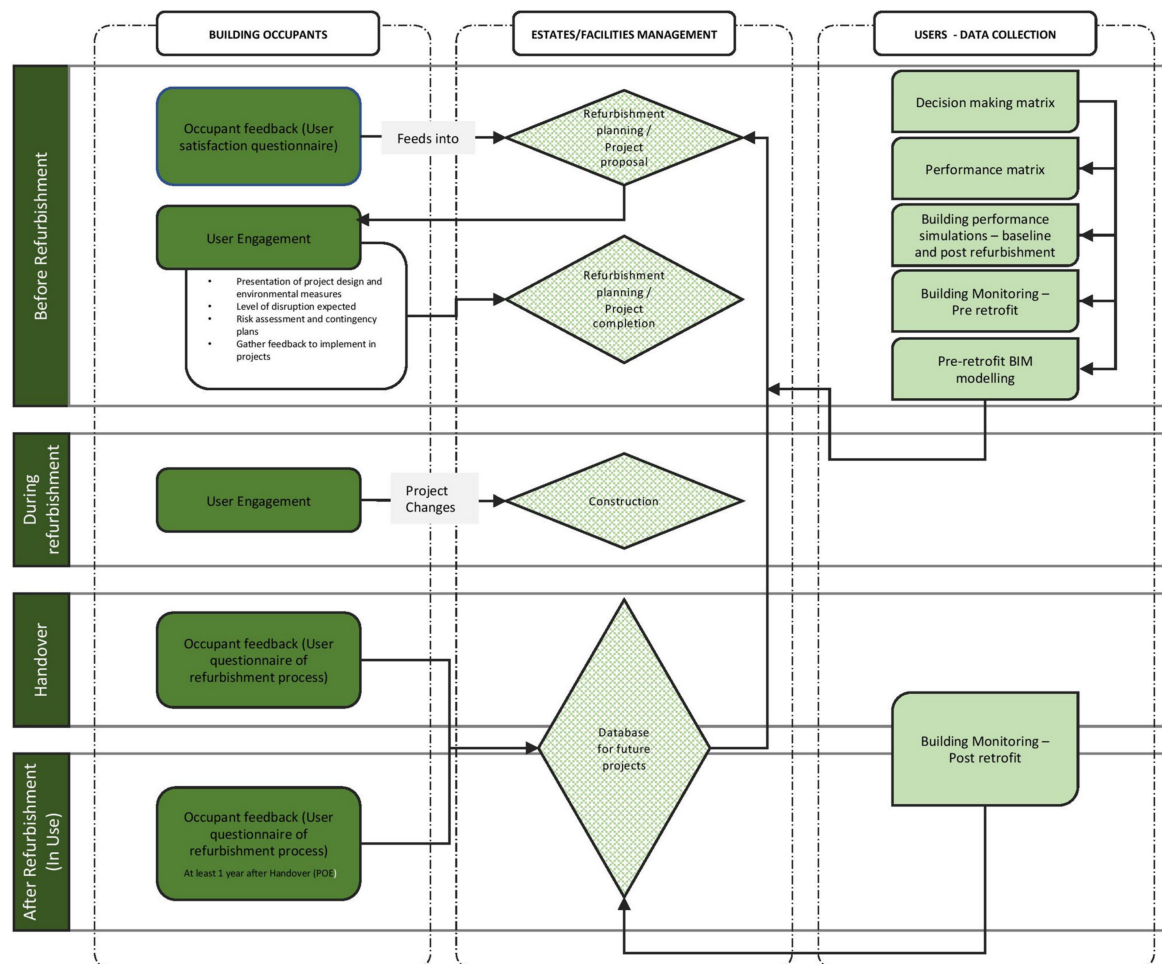 BUILDING OCCUPANTS
ESTATES/FACILITIES MANAGEMENT
USERS - DATA COLLECTION
Before Refurbishment
Occupant feedback (User
satisfaction questionnaire)
Feeds into
Refurbishment
planning /
Project
proposal
User Engagement
• Presentation of project design and
environmental measures
• Level of disruption expected
• Risk assessment and contingency
plans
• Gather feedback to implement in
projects
Refurbishment
planning /
Project
completion
Decision making matrix
Performance matrix
Building performance
simulations – baseline
and post refurbishment
Building Monitoring –
Pre retrofit
Pre-retrofit BIM
modelling
During
refurbishment
User Engagement
Project
Changes
Construction
Handover
Occupant feedback (User
questionnaire of
refurbishment process)
Database
for future
projects
Building Monitoring –
Post retrofit
After Refurbishment
(In Use)
Occupant feedback (User
questionnaire of
refurbishment process)
At least 1 year after Handover (POE)